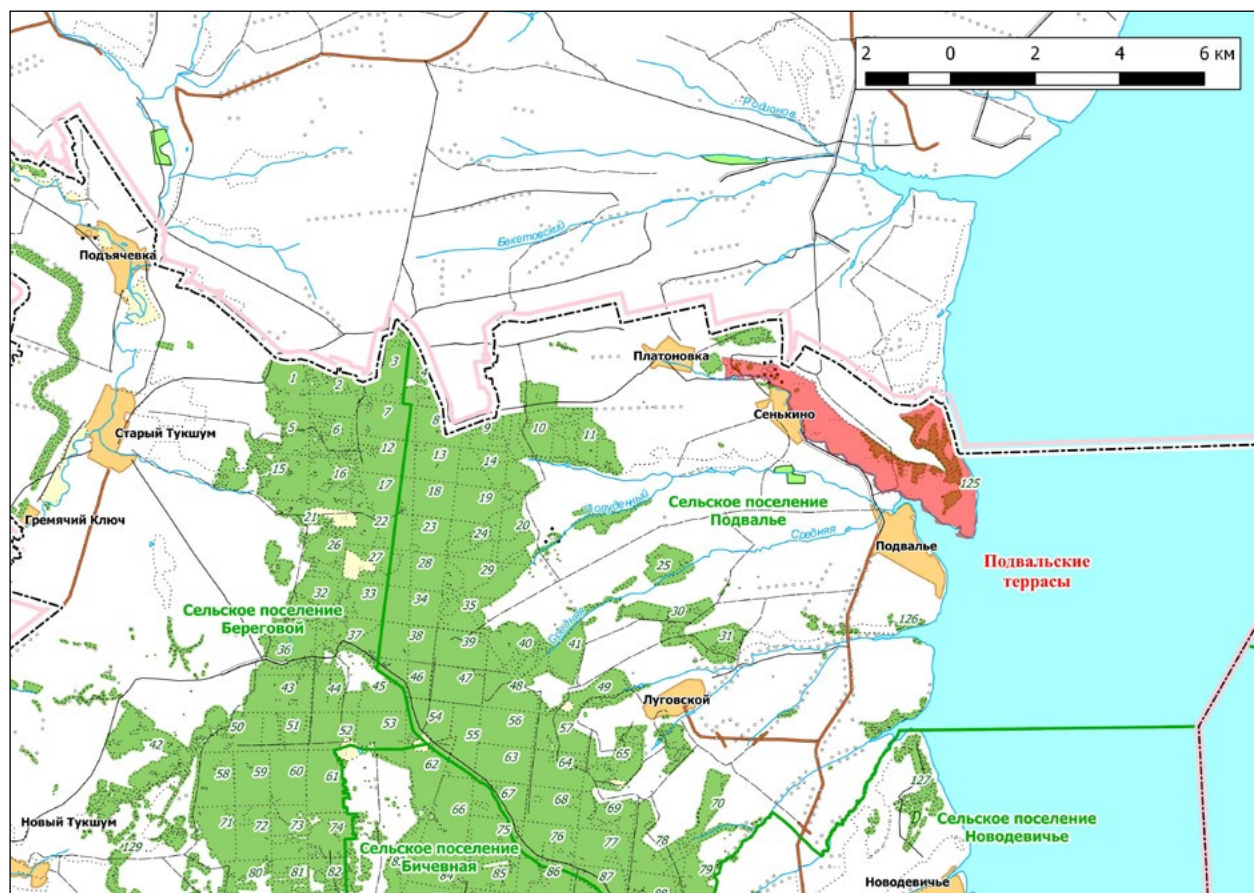 2 0 2 4 6 км
Родионов
Бекетовский
Подъячевка
Платоновка
3
1 2
Сенькино
7 8 9 10 11
5 6
Старый Тукшум
12 13 14
15 16
17 18 19
125
Гремячий Ключ
21 22 23 24 20
Полуденный
Сельское поселение
Подвалье
Средняя
Подвалье
26 27 28 29
25
Подвальские
террасы
32 33 34 35
30
Сельское поселение
Береговой
126
36 37 38 39 40 41
31
Средняя
43 44 45 46 47 48 49
Луговской
50 51 52 53 54 56 57
42
62 63 64 65
58 59 60 61
127
66 67 68 69 70
Новый Тукшум
71 72 73 74 75 76 77 78
129
Сельское поселение
Новодевичье
Сельское поселение
Бичевная
80 81 82 84 85 86 87 79
Новодевичье